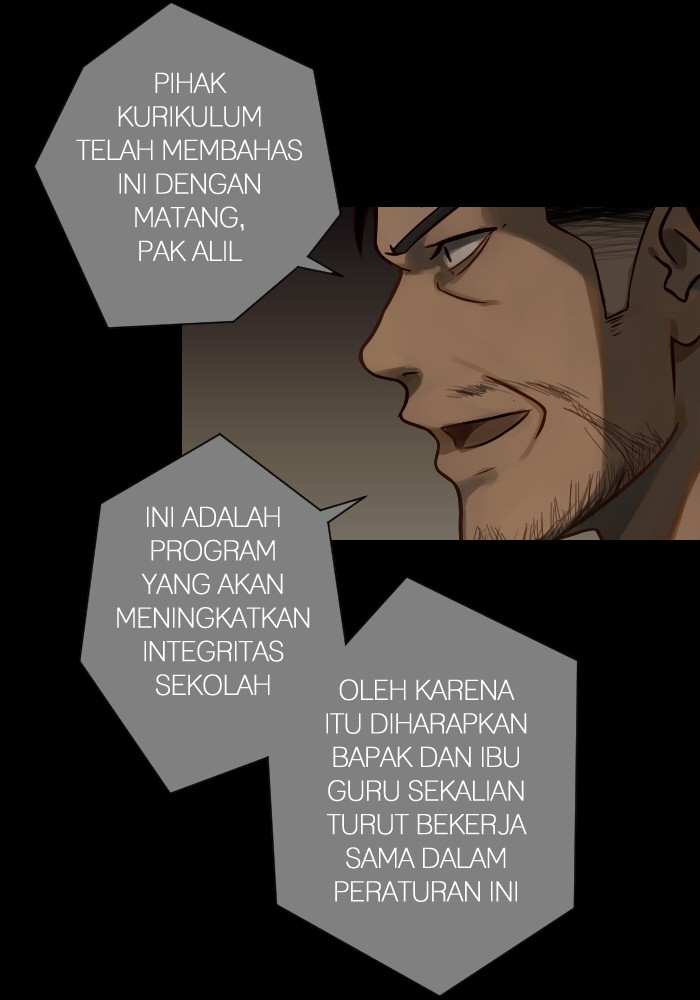 PIHAK
KURIKULUM
TELAH MEMBAHAS
INI DENGAN
MATANG,
PAK ALIL
INI ADALAH
PROGRAM
YANG AKAN
MENINGKATKAN
INTEGRITAS
SEKOLAH
OLEH KARENA
ITU DIHARAPKAN
BAPAK DAN IBU
GURU SEKALIAN
TURUT BEKERJA
SAMA DALAM
PERATURAN INI